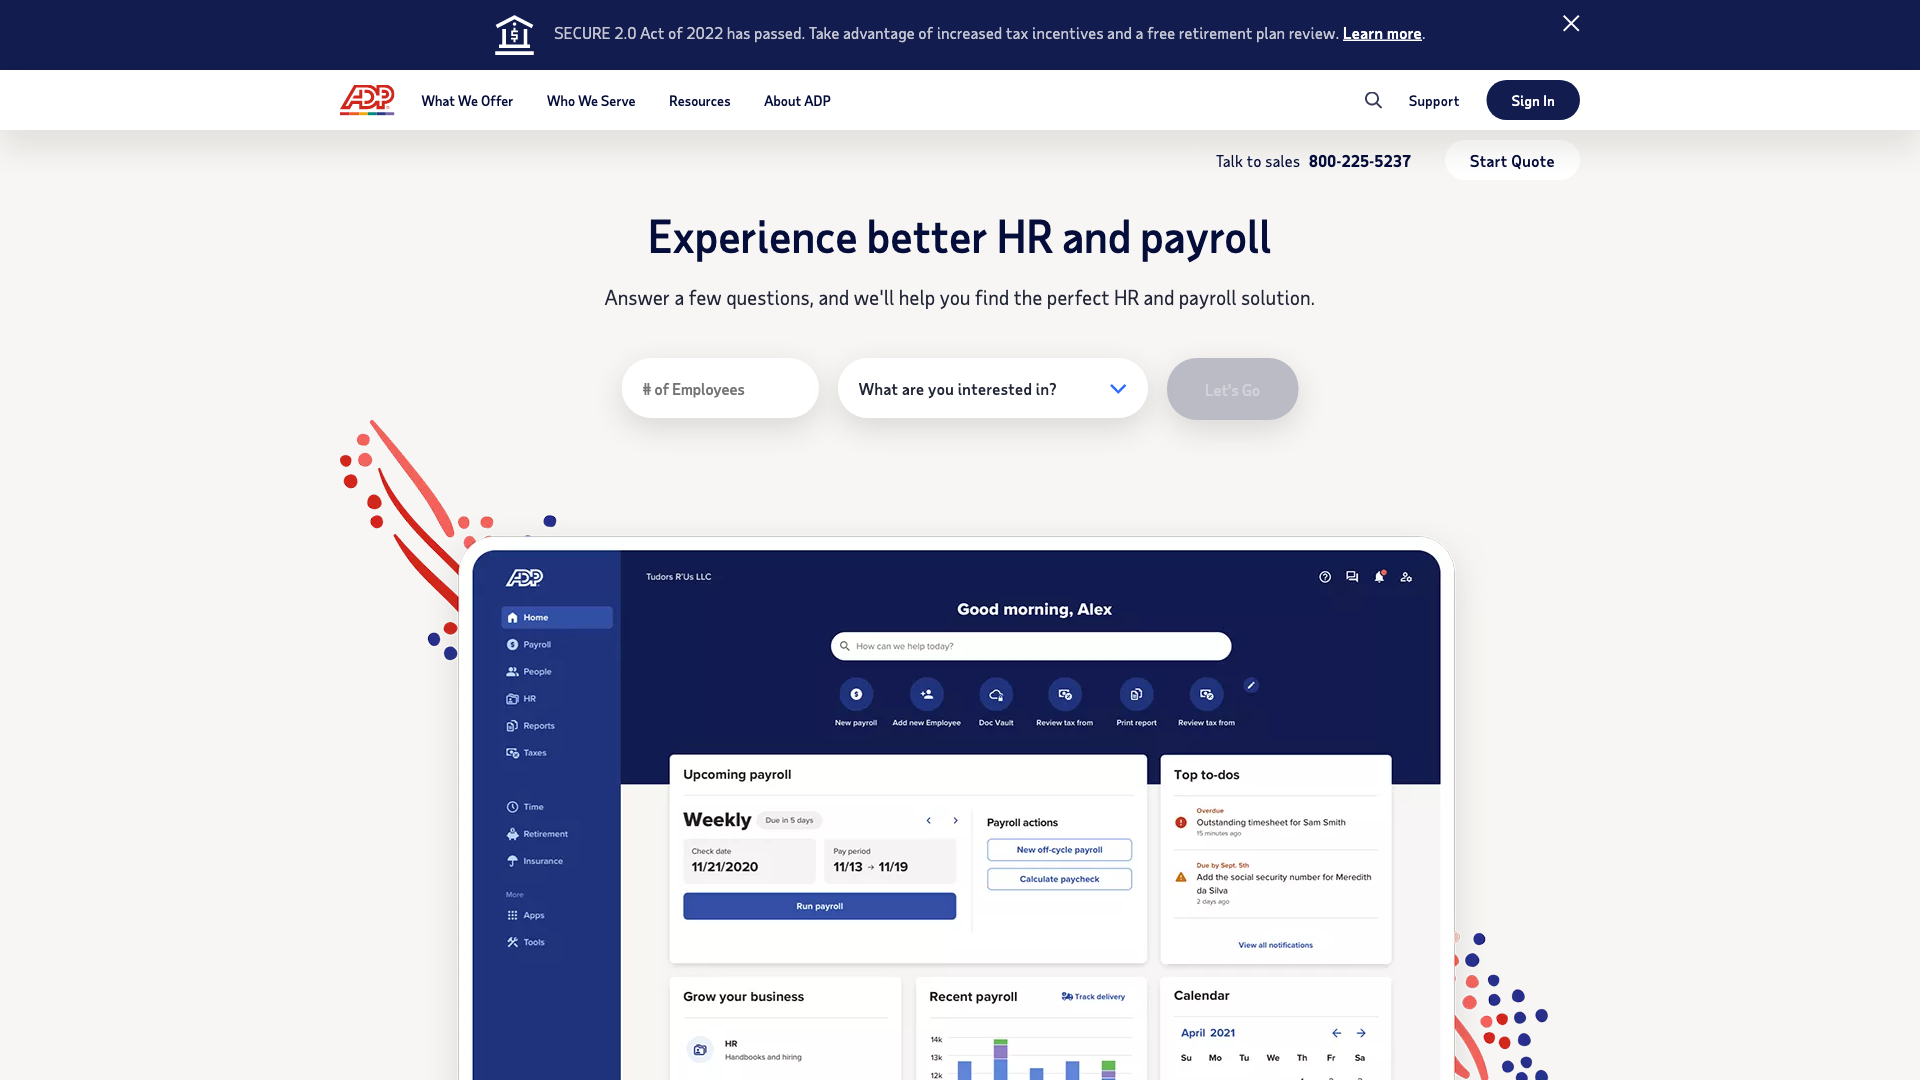 SECURE 2.0 Act of 2022 has passed. Take advantage of increased tax incentives and a free retirement plan review. Learn more.
ADP What We Offer Who We Serve Resources About ADP Support Sign In
Talk to sales 800-225-5237 Start Quote
Experience better HR and payroll
Answer a few questions, and we'll help you find the perfect HR and payroll solution.
# of Employees What are you interested in? Let's Go
ADP
Home
Payroll
People
HR
Reports
Taxes
Time
Retirement
Insurance
More
Apps
Tools
Tudors R'Us LLC
Good morning, Alex
How can we help today?
New payroll Add new Employee Doc Vault Review tax from Print report Review tax from
Upcoming payroll
Weekly Due in 5 days
Check date
11/21/2020
Pay period
11/13 → 11/19
Run payroll
Payroll actions
New off-cycle payroll
Calculate paycheck
Top to-dos
Overdue
Outstanding timesheet for Sam Smith
15 minutes ago
Due by Sept. 5th
Add the social security number for Meredith
da Silva
2 days ago
View all notifications
Grow your business
HR
Handbooks and hiring
Recent payroll Track delivery
14k
13k
12k
Calendar
April 2021
Su Mo Tu We Th Fr Sa